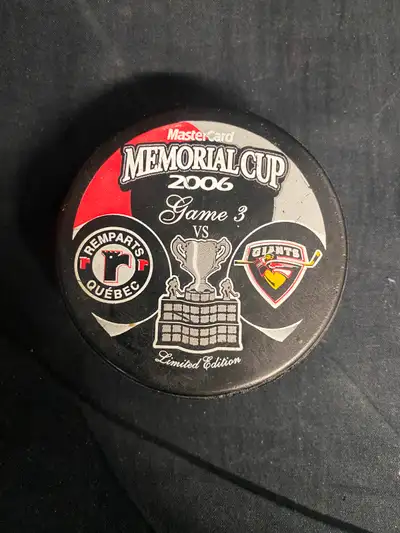 MasterCard
MEMORIAL CUP
2006
Game 3
VS
REMPARTS
QUÉBEC
GIANTS
Limited Edition